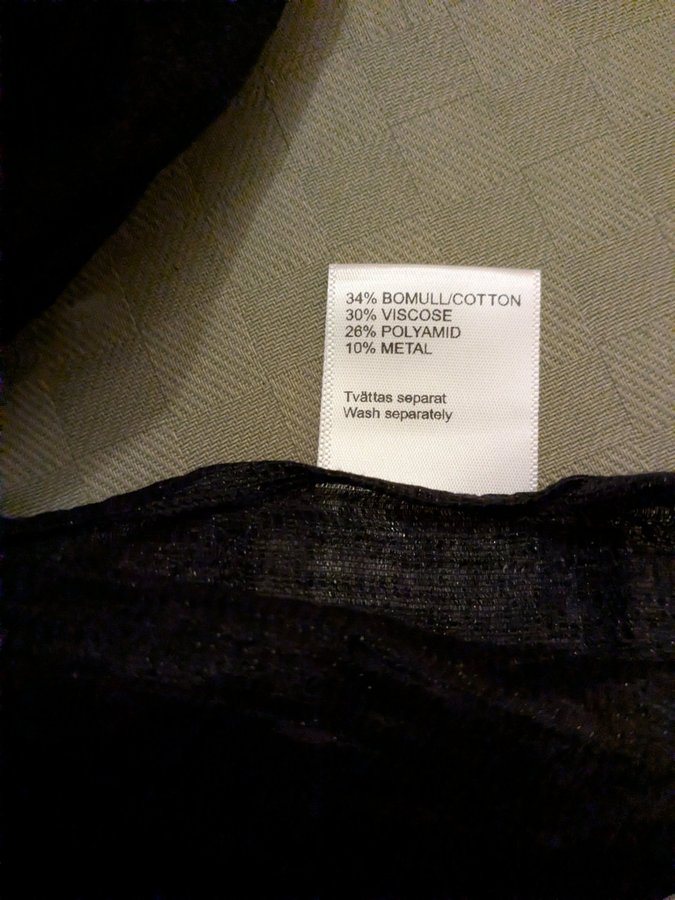 34% BOMULL/COTTON
30% VISCOSE
26% POLYAMID
10% METAL
Tvättas separat
Wash separately